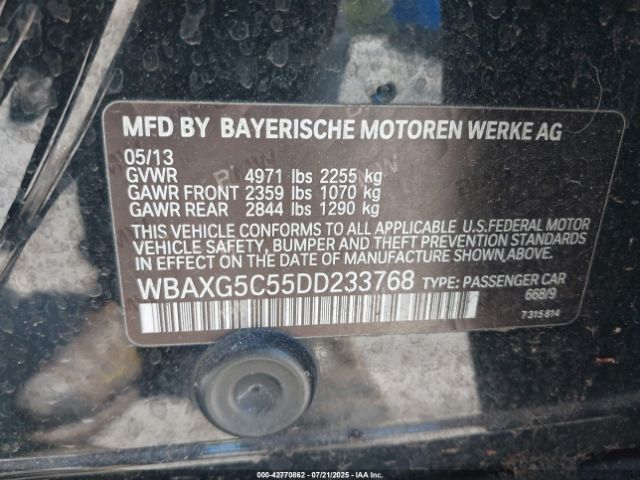 MFD BY BAYERISCHE MOTOREN WERKE AG
05/13
GVWR 4971 lbs 2255 kg
GAWR FRONT 2359 lbs 1070 kg
GAWR REAR 2844 lbs 1290 kg
THIS VEHICLE CONFORMS TO ALL APPLICABLE U.S.FEDERAL MOTOR
VEHICLE SAFETY, BUMPER AND THEFT PREVENTION STANDARDS
IN EFFECT ON THE DATE OF MANUFACTURE SHOWN ABOVE.
WBAXG5C55DD233768 TYPE: PASSENGER CAR
668/9
7 315 814
000-42770862 - 07/21/2025 - IAA Inc.